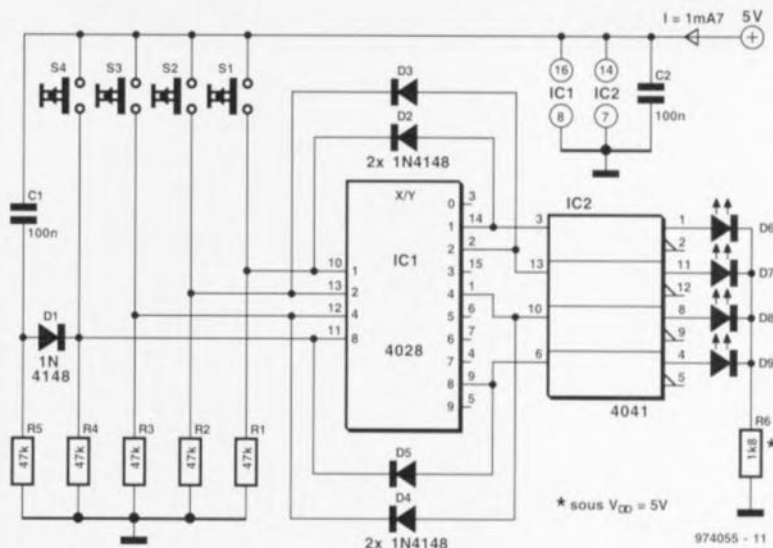 I = 1mA7
5V
S4
S3
S2
S1
D3
D2
2x 1N4148
16
14
IC1
IC2
8
7
C2
100n
C1
100n
X/Y
IC1
4028
10
1
13
2
12
4
11
8
0
3
1
14
2
2
3
15
4
1
5
6
6
7
7
4
8
9
9
5
IC2
3
13
10
6
1
2
11
12
8
9
4
5
4041
D6
D7
D8
D9
D1
1N
4148
R5
47k
R4
47k
R3
47k
R2
47k
R1
47k
D5
D4
2x 1N4148
R6
1k8
*
* sous VDD = 5V
974055 - 11